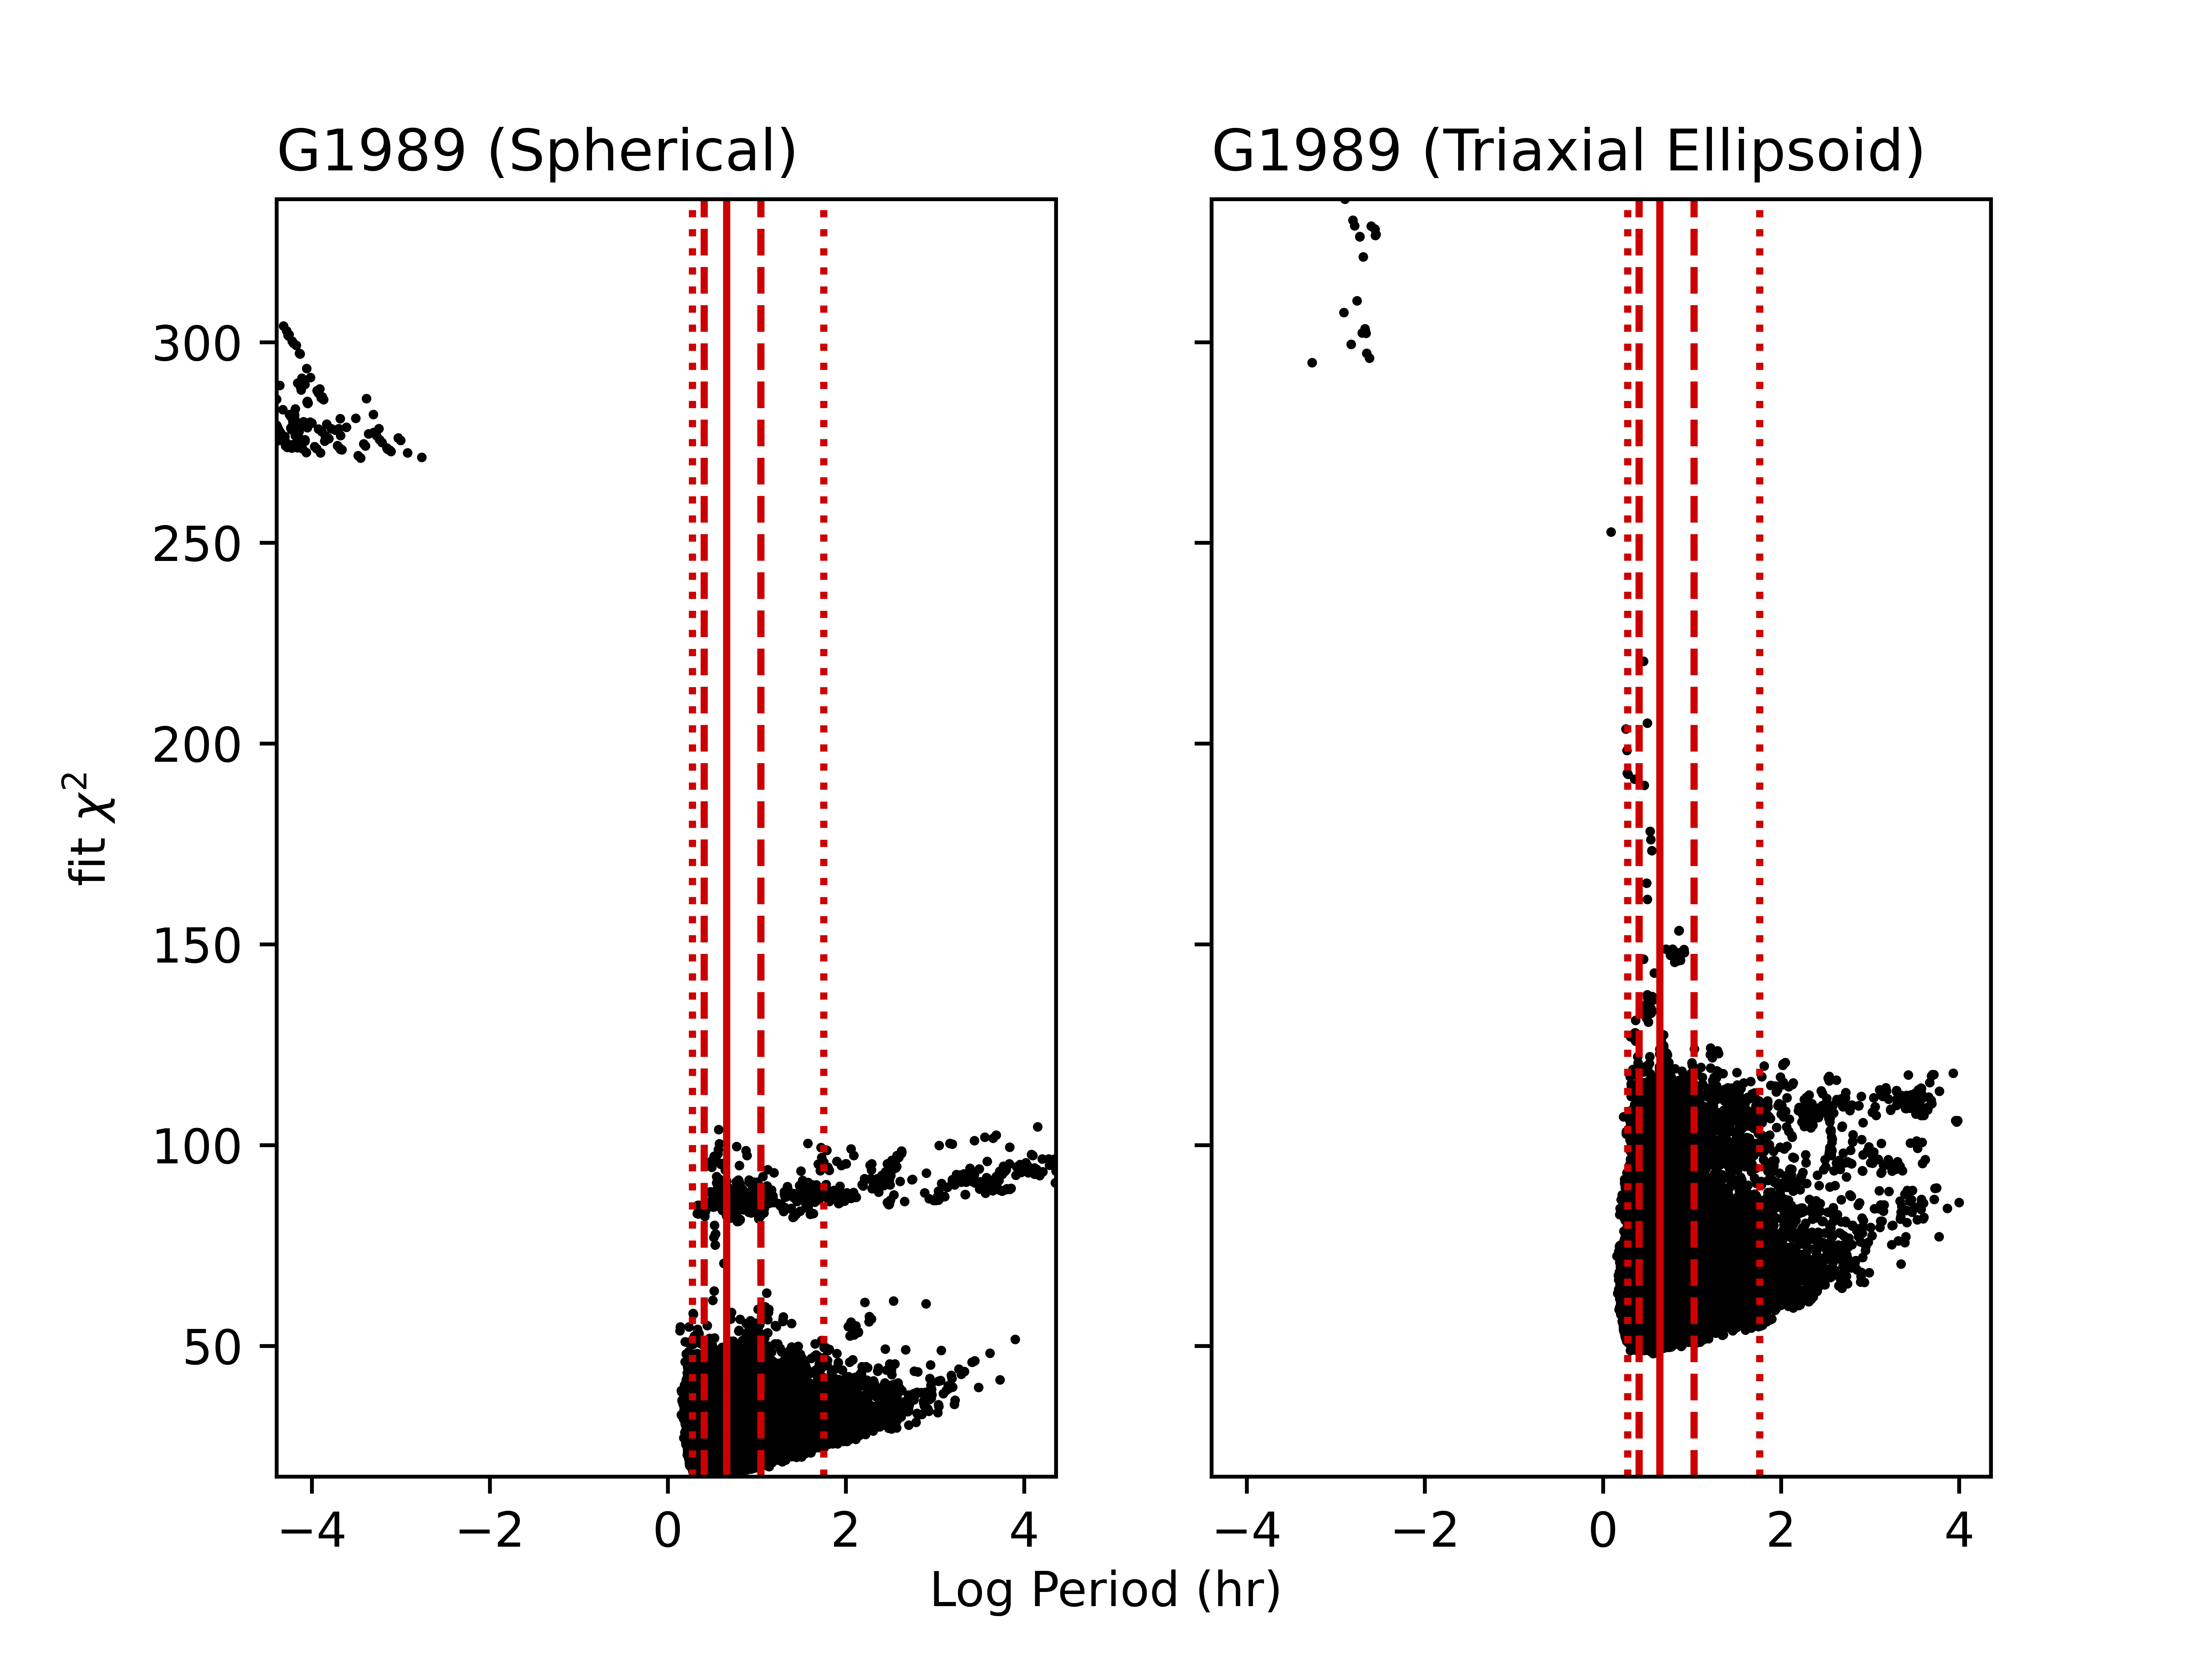 G1989 (Spherical)
G1989 (Triaxial Ellipsoid)
fit χ²
300
250
200
150
100
50
−4 −2 0 2 4
−4 −2 0 2 4
Log Period (hr)